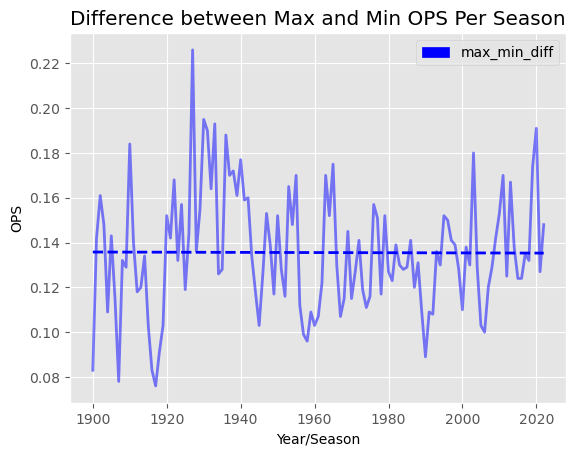 Difference between Max and Min OPS Per Season
max_min_diff
0.22
0.20
0.18
0.16
0.14
0.12
0.10
0.08
OPS
1900 1920 1940 1960 1980 2000 2020
Year/Season